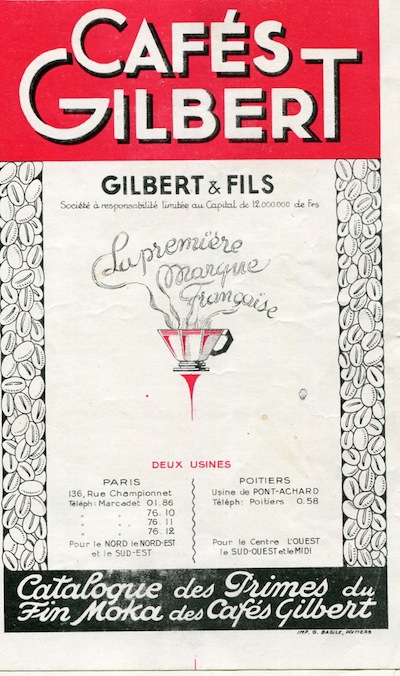 CAFÉS
GILBERT
GILBERT & FILS
Société à responsabilité limitée au Capital de 12.000.000 de Frs
La première
Marque
Française
DEUX USINES
PARIS
136, Rue Championnet
Téléph: Marcadet 01.86
" " 76.10
" " 76.11
" " 76.12
Pour le NORD le NORD-EST
et le SUD-EST
POITIERS
Usine de PONT-ACHARD
Téléph: Poitiers 0.58
Pour le Centre L'OUEST
le SUD-OUEST et le MIDI
Catalogue des Primes du
Fin Moka des Cafés Gilbert
IMP. G. BASILE, POITIERS